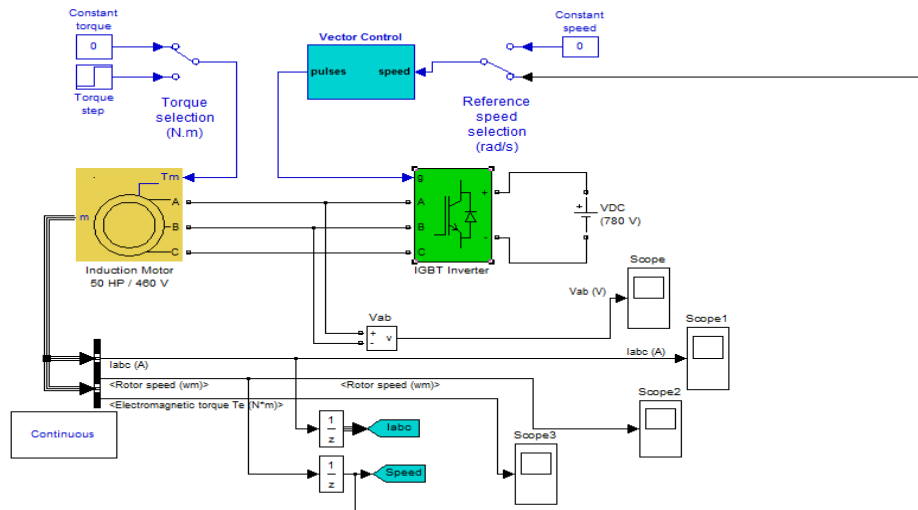 Constant
torque
0
Torque
step
Torque
selection
(N.m)
Vector Control
pulses
speed
Constant
speed
0
Reference
speed
selection
(rad/s)
Tm
m
A
B
C
Induction Motor
50 HP / 460 V
g
A
B
C
+
-
IGBT Inverter
+
VDC
(780 V)
Vab
+
-
v
Vab (V)
Scope
Iabc (A)
Scope1
Iabc (A)
<Rotor speed (wm)>
<Rotor speed (wm)>
<Electromagnetic torque Te (N*m)>
Scope2
Scope3
Continuous
1
z
Iabc
1
z
Speed